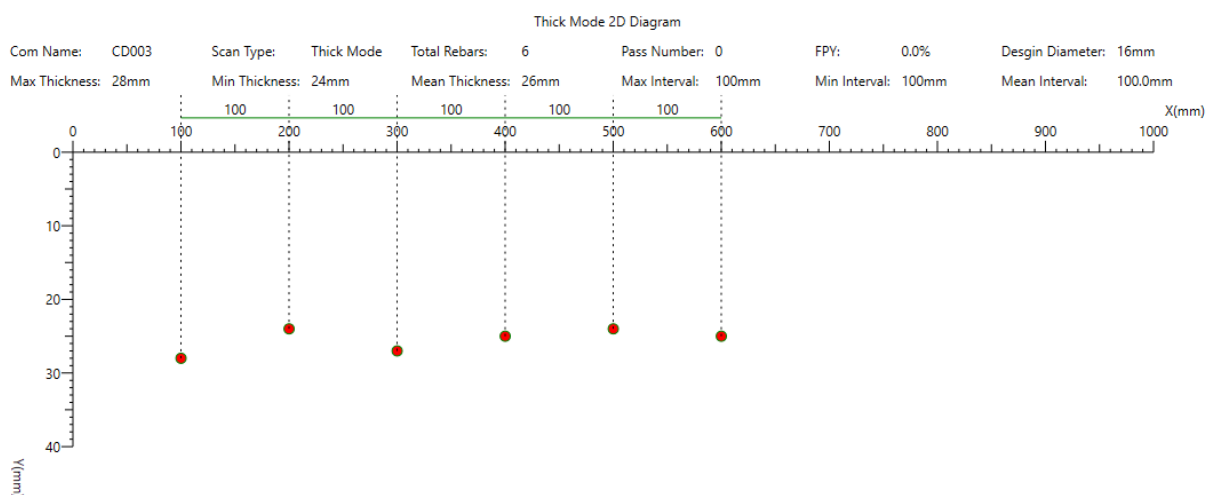 Thick Mode 2D Diagram
Com Name: CD003 Scan Type: Thick Mode Total Rebars: 6 Pass Number: 0 FPY: 0.0% Desgin Diameter: 16mm
Max Thickness: 28mm Min Thickness: 24mm Mean Thickness: 26mm Max Interval: 100mm Min Interval: 100mm Mean Interval: 100.0mm
100 100 100 100 100 X(mm)
0 100 200 300 400 500 600 700 800 900 1000
0
10
20
30
40
Y(mm)